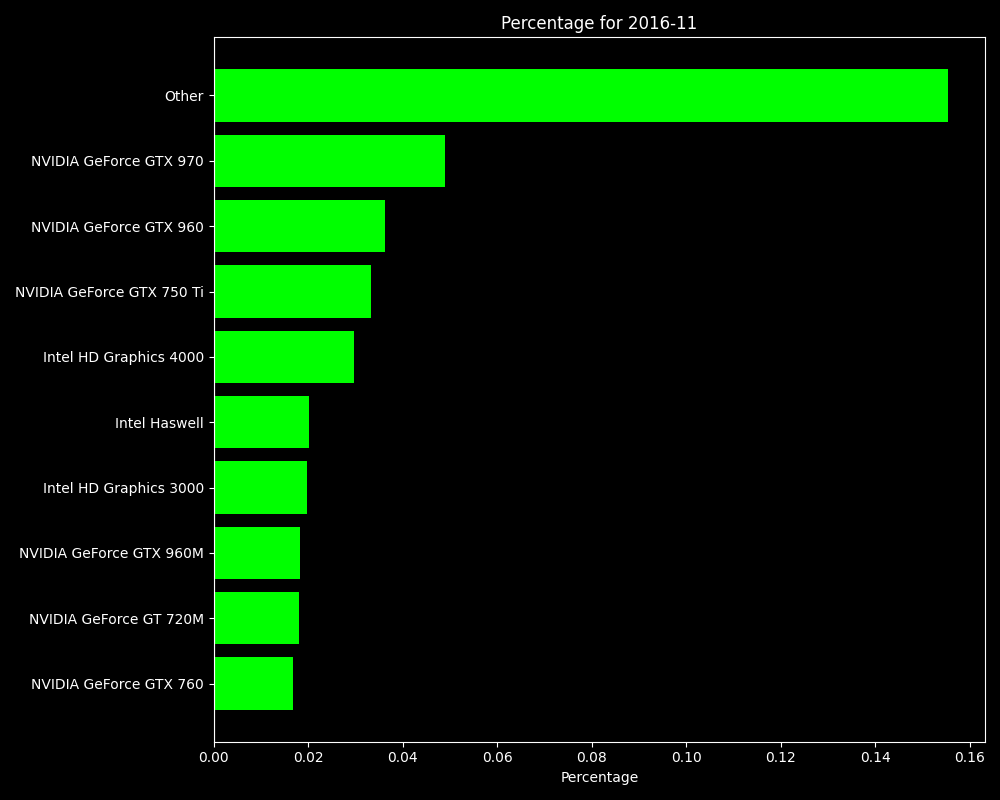 Percentage for 2016-11
Other
NVIDIA GeForce GTX 970
NVIDIA GeForce GTX 960
NVIDIA GeForce GTX 750 Ti
Intel HD Graphics 4000
Intel Haswell
Intel HD Graphics 3000
NVIDIA GeForce GTX 960M
NVIDIA GeForce GT 720M
NVIDIA GeForce GTX 760
0.00 0.02 0.04 0.06 0.08 0.10 0.12 0.14 0.16
Percentage